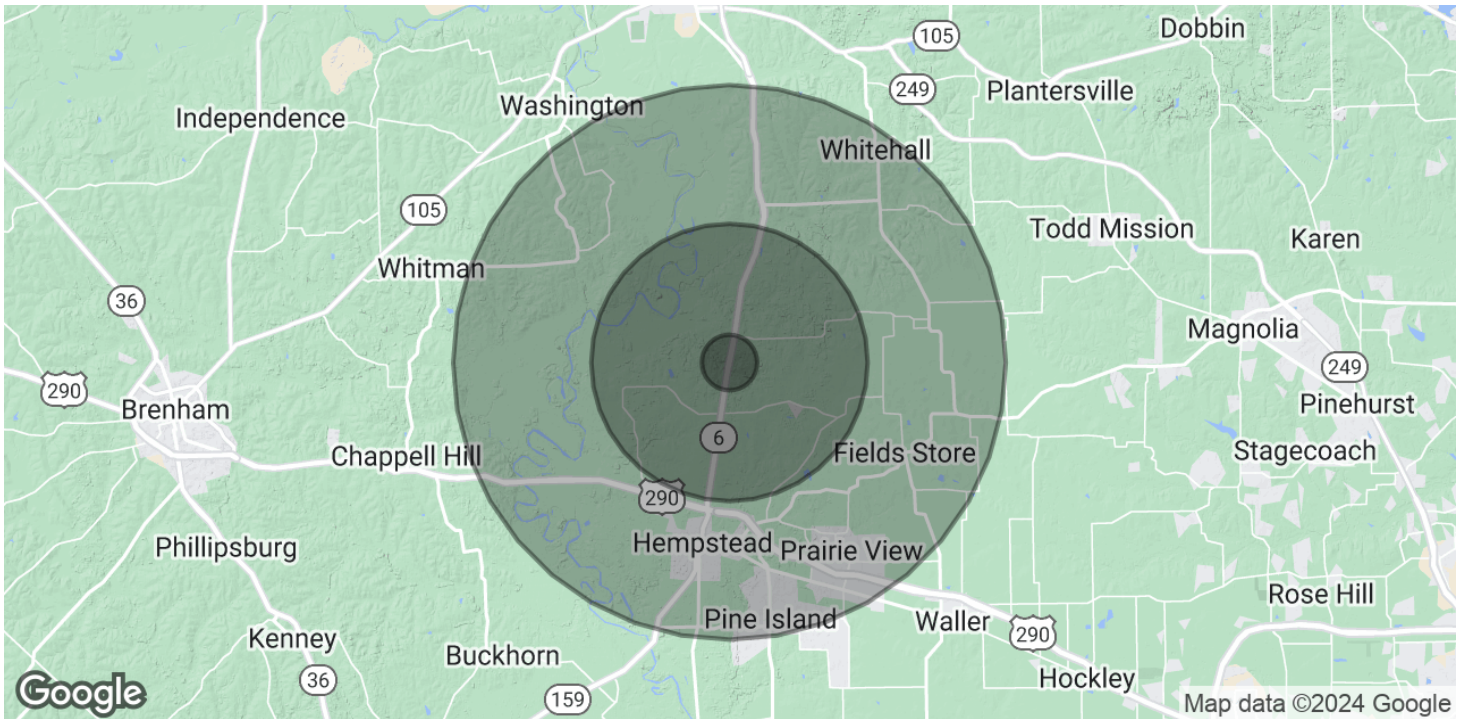 Dobbin
105
249
Plantersville
Washington
Independence
Whitehall
105
Todd Mission
Karen
Whitman
36
Magnolia
249
290
Brenham
Pinehurst
6
Fields Store
Stagecoach
Chappell Hill
290
Phillipsburg
Hempstead
Prairie View
Rose Hill
Pine Island
Waller
290
Kenney
Buckhorn
36
Hockley
159
Google
Map data ©2024 Google